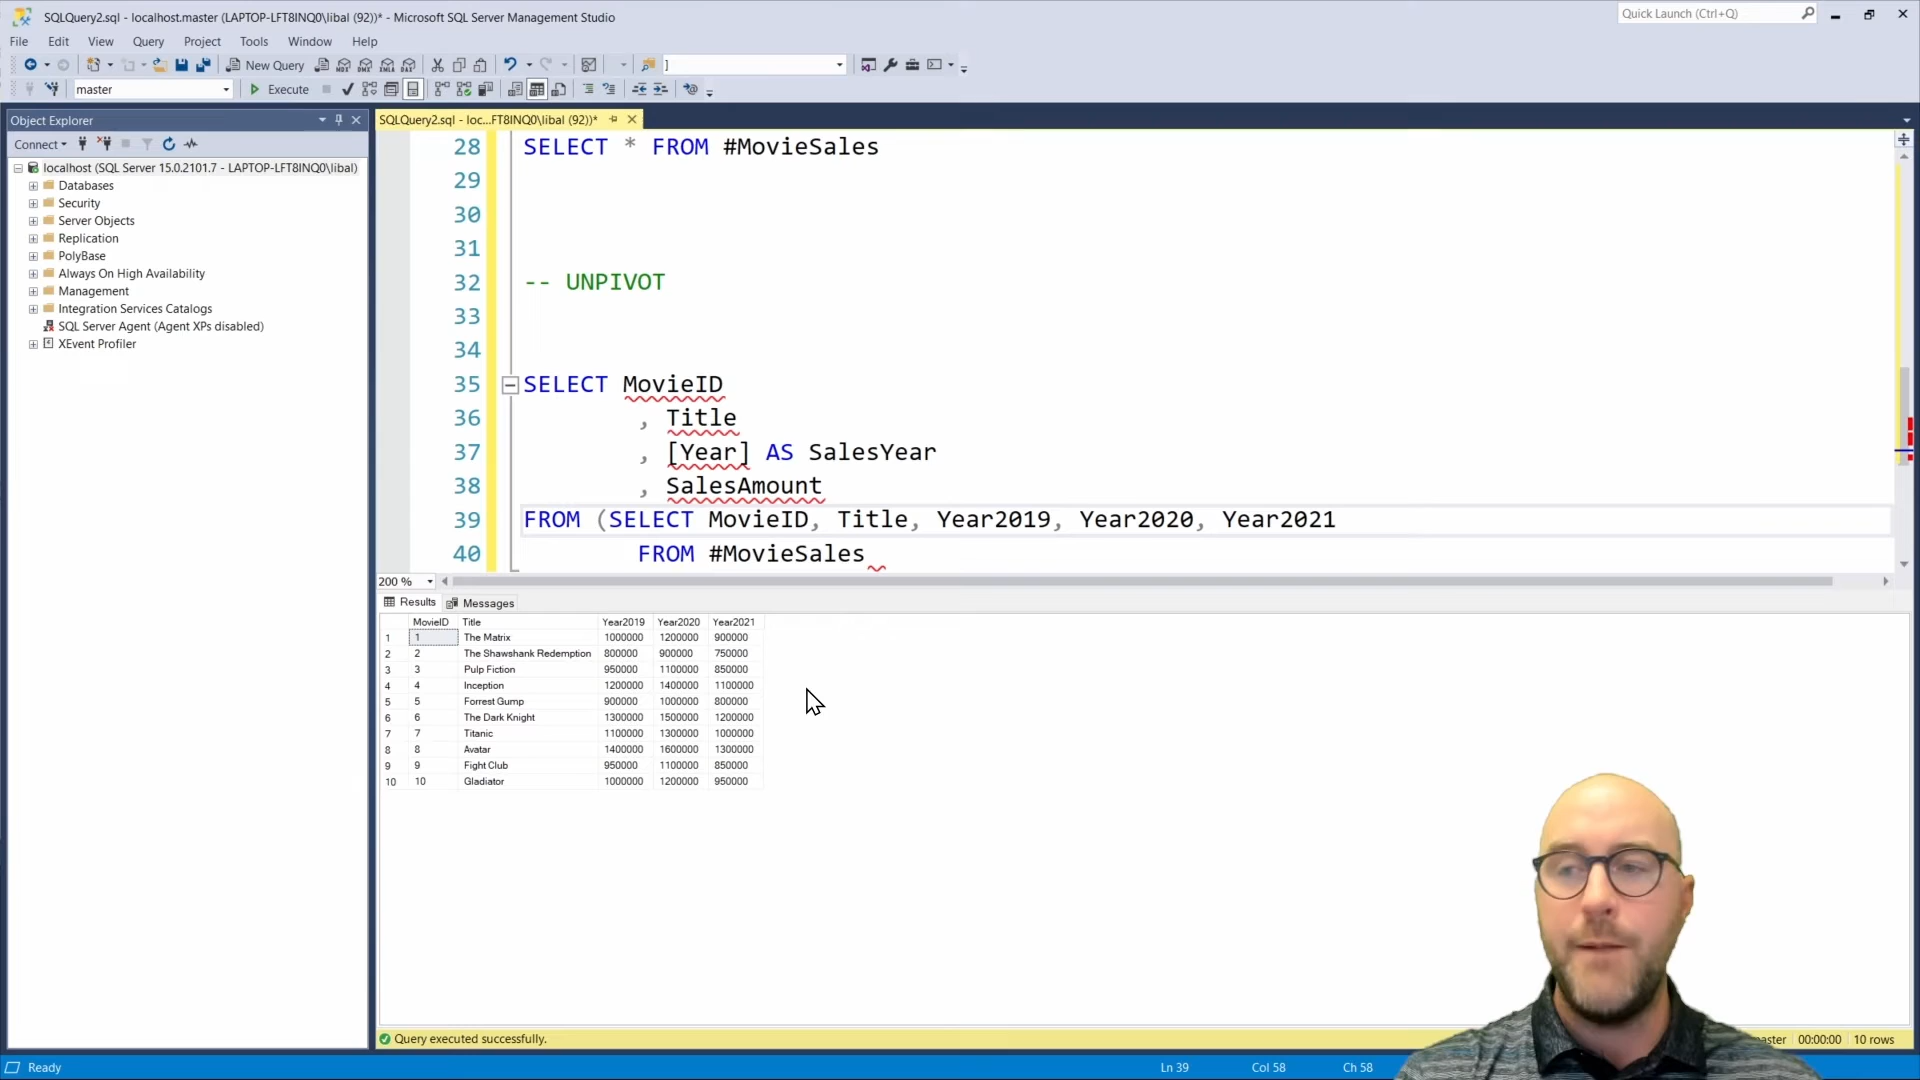 SQLQuery2.sql - localhost.master (LAPTOP-LFT8INQ0\libal (92))* - Microsoft SQL Server Management Studio
Quick Launch (Ctrl+Q)
File Edit View Query Project Tools Window Help
New Query
]
master
Execute
Object Explorer
SQLQuery2.sql - loc...FT8INQ0\libal (92))*
Connect
localhost (SQL Server 15.0.2101.7 - LAPTOP-LFT8INQ0\libal)
Databases
Security
Server Objects
Replication
PolyBase
Always On High Availability
Management
Integration Services Catalogs
SQL Server Agent (Agent XPs disabled)
XEvent Profiler
28 SELECT * FROM #MovieSales
29
30
31
32 -- UNPIVOT
33
34
35 SELECT MovieID
36 , Title
37 , [Year] AS SalesYear
38 , SalesAmount
39 FROM (SELECT MovieID, Title, Year2019, Year2020, Year2021
40 FROM #MovieSales
200 %
Results Messages
MovieID Title Year2019 Year2020 Year2021
1 1 The Matrix 1000000 1200000 900000
2 2 The Shawshank Redemption 800000 900000 750000
3 3 Pulp Fiction 950000 1100000 850000
4 4 Inception 1200000 1400000 1100000
5 5 Forrest Gump 900000 1000000 800000
6 6 The Dark Knight 1300000 1500000 1200000
7 7 Titanic 1100000 1300000 1000000
8 8 Avatar 1400000 1600000 1300000
9 9 Fight Club 950000 1100000 850000
10 10 Gladiator 1000000 1200000 950000
Query executed successfully.
00:00:00 10 rows
Ready
Ln 39 Col 58 Ch 58